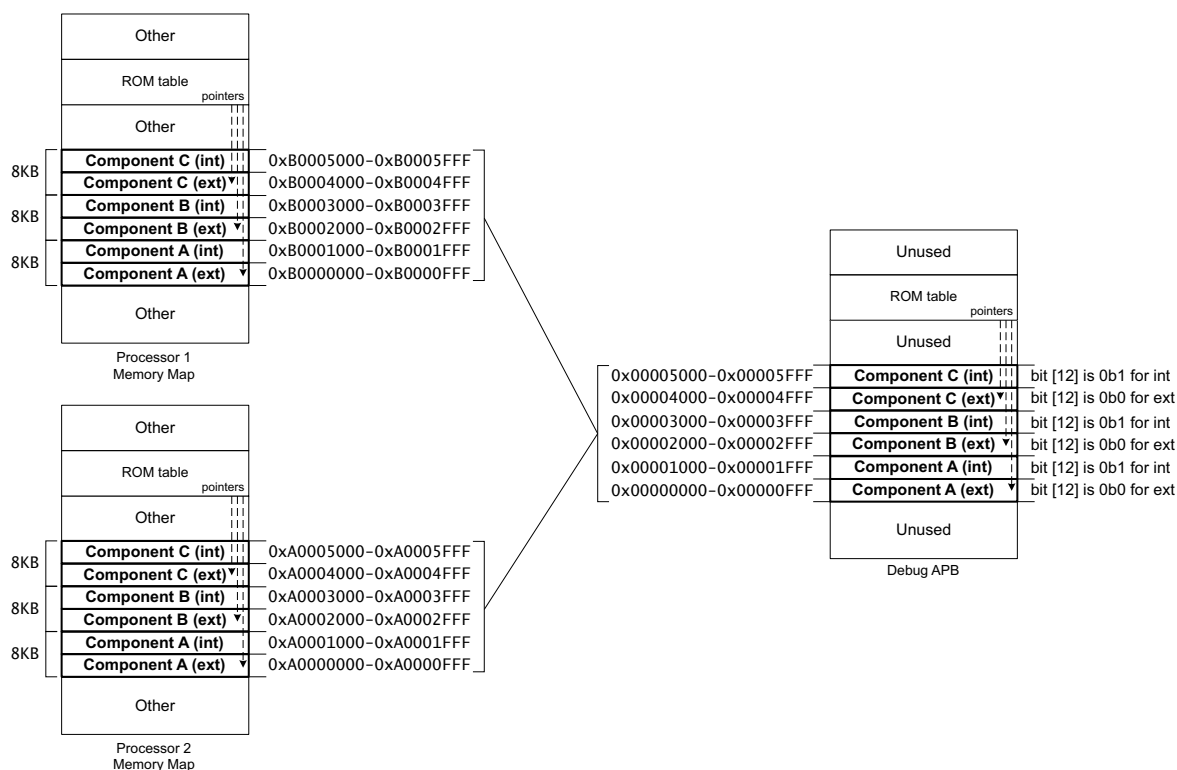 Other
ROM table
pointers
Other
8KB
Component C (int) 0xB0005000-0xB0005FFF
Component C (ext) 0xB0004000-0xB0004FFF
8KB
Component B (int) 0xB0003000-0xB0003FFF
Component B (ext) 0xB0002000-0xB0002FFF
8KB
Component A (int) 0xB0001000-0xB0001FFF
Component A (ext) 0xB0000000-0xB0000FFF
Other
Processor 1
Memory Map
Other
ROM table
pointers
Other
8KB
Component C (int) 0xA0005000-0xA0005FFF
Component C (ext) 0xA0004000-0xA0004FFF
8KB
Component B (int) 0xA0003000-0xA0003FFF
Component B (ext) 0xA0002000-0xA0002FFF
8KB
Component A (int) 0xA0001000-0xA0001FFF
Component A (ext) 0xA0000000-0xA0000FFF
Other
Processor 2
Memory Map
Unused
ROM table
pointers
Unused
0x00005000-0x00005FFF Component C (int) bit [12] is 0b1 for int
0x00004000-0x00004FFF Component C (ext) bit [12] is 0b0 for ext
0x00003000-0x00003FFF Component B (int) bit [12] is 0b1 for int
0x00002000-0x00002FFF Component B (ext) bit [12] is 0b0 for ext
0x00001000-0x00001FFF Component A (int) bit [12] is 0b1 for int
0x00000000-0x00000FFF Component A (ext) bit [12] is 0b0 for ext
Unused
Debug APB